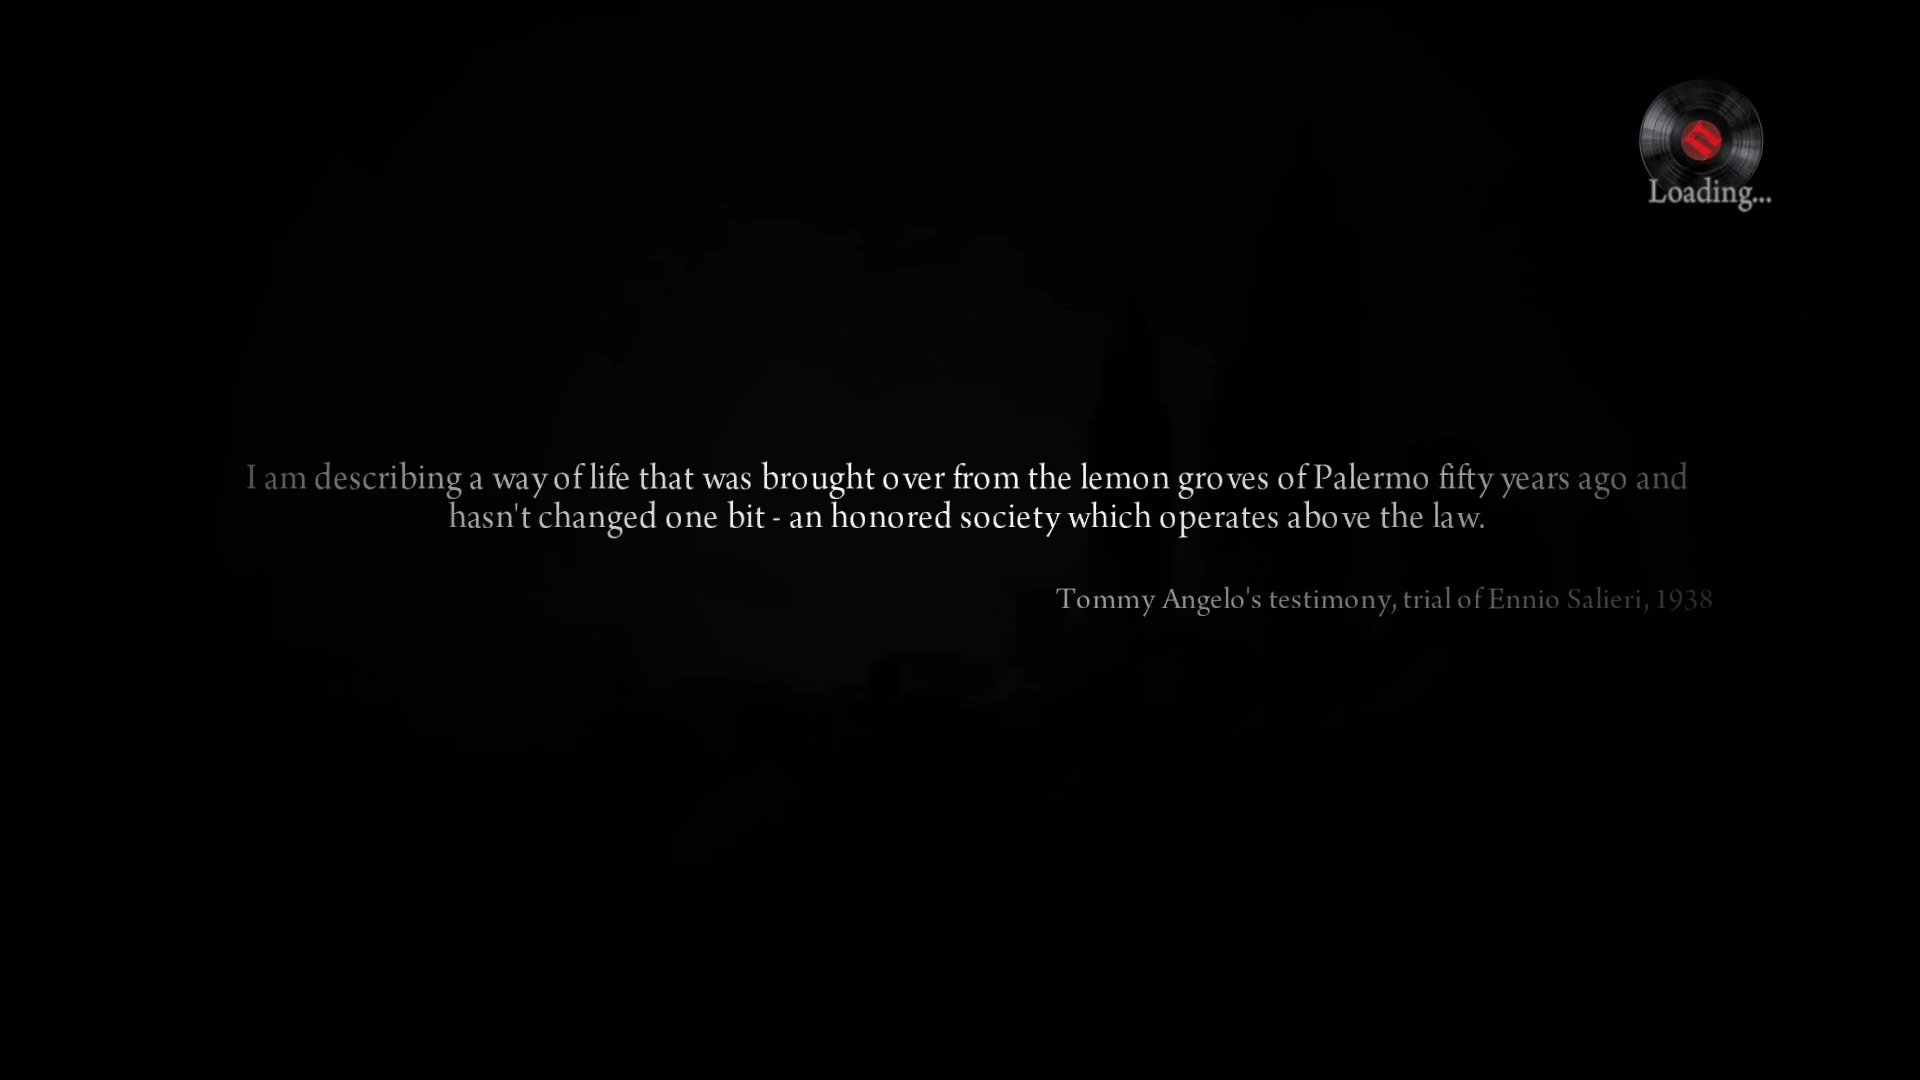 Loading...
I am describing a way of life that was brought over from the lemon groves of Palermo fifty years ago and
hasn't changed one bit - an honored society which operates above the law.
Tommy Angelo's testimony, trial of Ennio Salieri, 1938